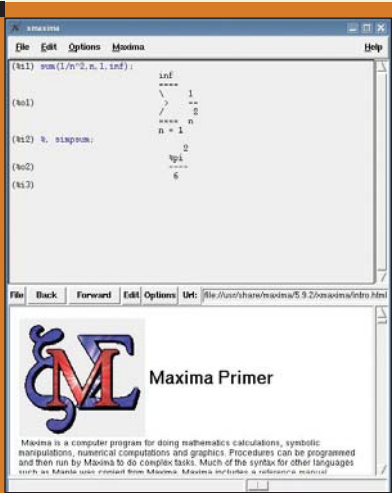 xmaxima
File Edit Options Maxima Help
(%i1) sum(1/n^2,n,1,inf);
inf
====
\ 1
(%o1) > --
/ 2
==== n
n = 1
(%i2) %, simpsum;
2
%pi
(%o2) ----
6
(%i3)
File Back Forward Edit Options Url: file://usr/share/maxima/5.9.2/xmaxima/intro.html
M
Maxima Primer
Maxima is a computer program for doing mathematics calculations, symbolic
manipulations, numerical computations and graphics. Procedures can be programmed
and then run by Maxima to do complex tasks. Much of the syntax for other languages
such as Maple was copied from Maxima. Maxima includes a reference manual